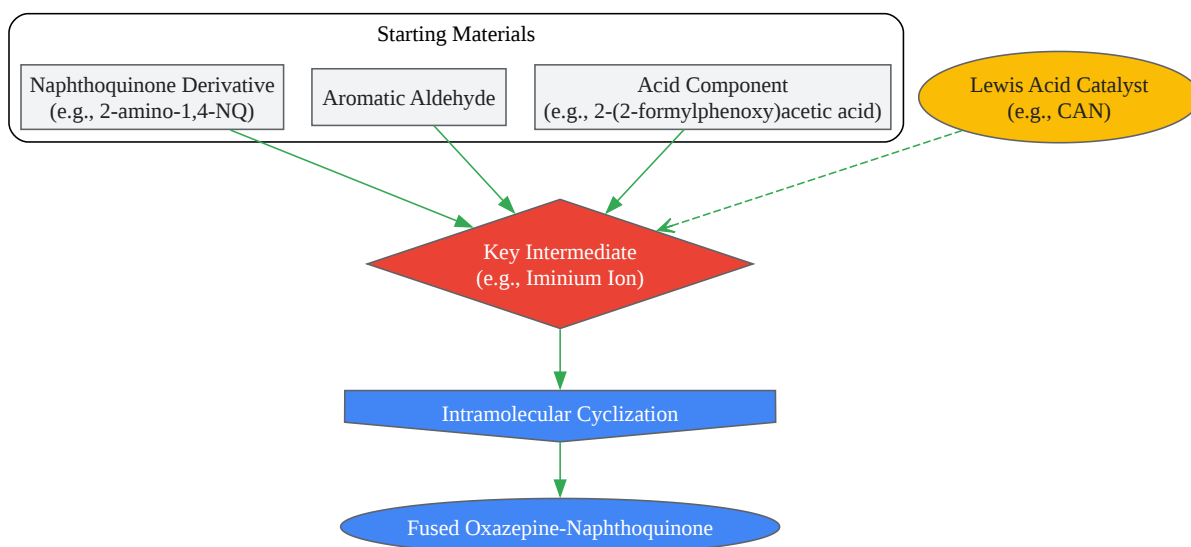 Starting Materials
Naphthoquinone Derivative
(e.g., 2-amino-1,4-NQ)
Aromatic Aldehyde
Acid Component
(e.g., 2-(2-formylphenoxy)acetic acid)
Lewis Acid Catalyst
(e.g., CAN)
Key Intermediate
(e.g., Iminium Ion)
Intramolecular Cyclization
Fused Oxazepine-Naphthoquinone